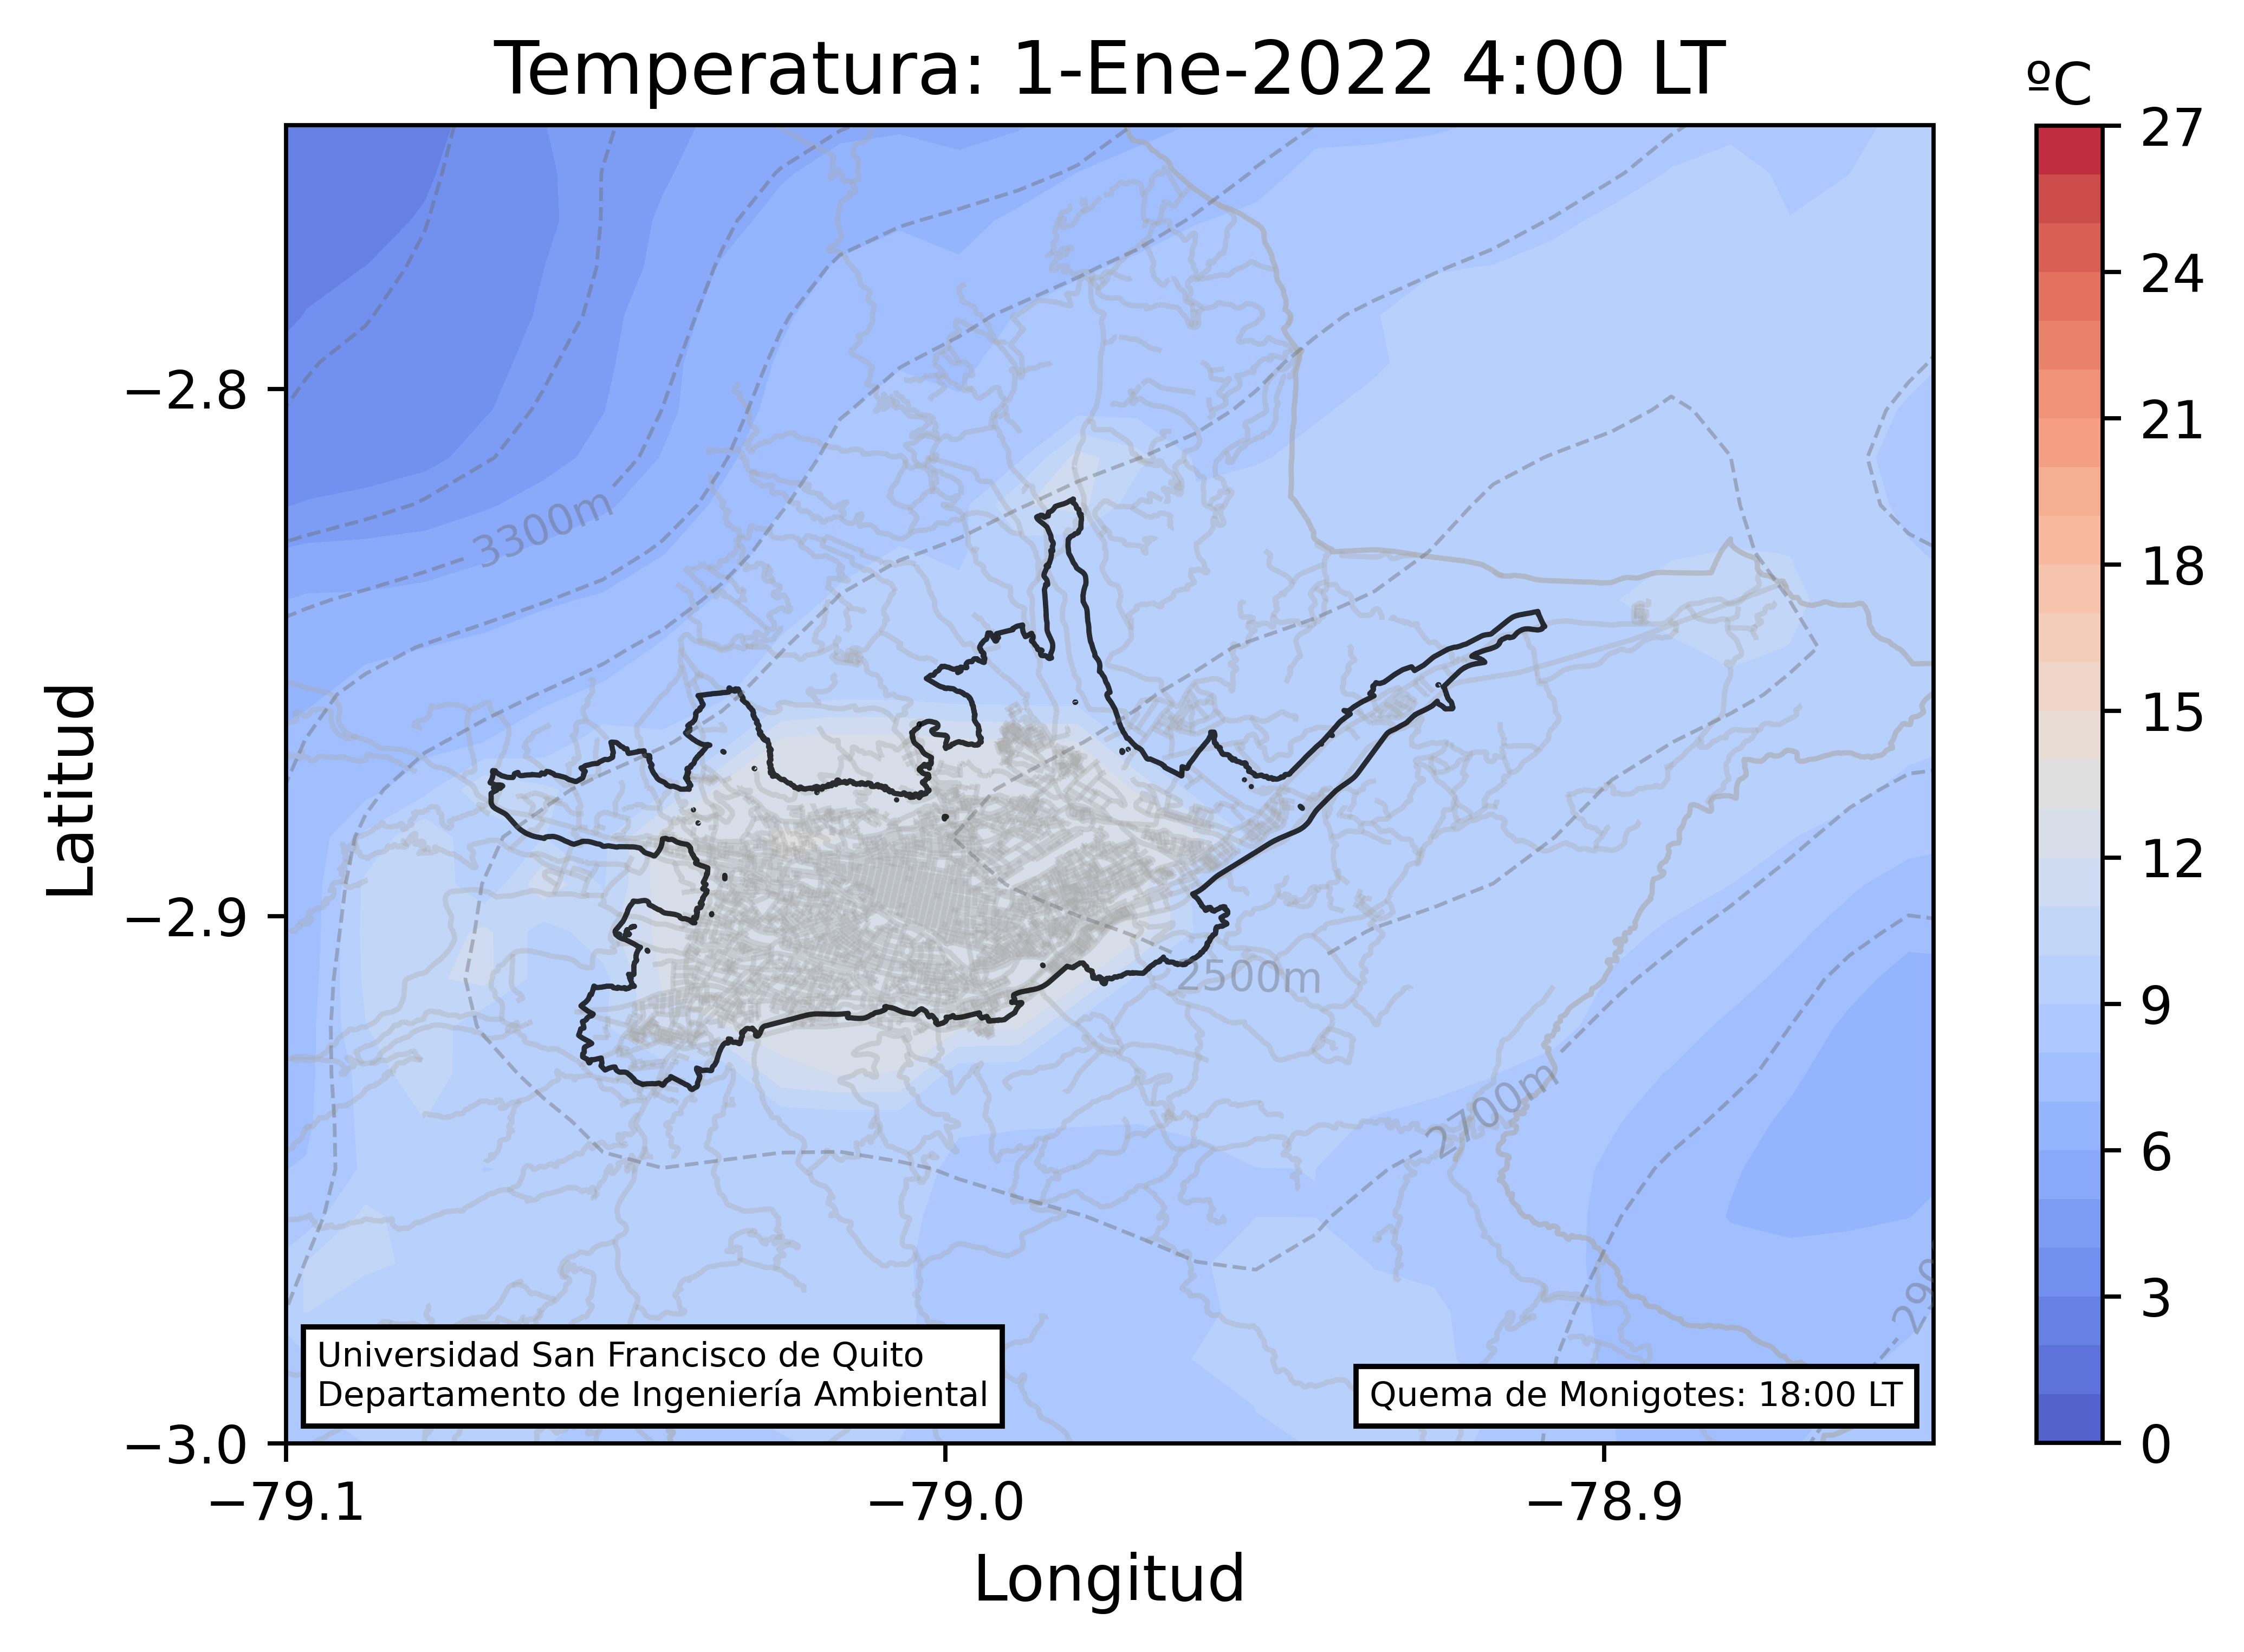 Temperatura: 1-Ene-2022 4:00 LT
ºC
27
24
21
18
15
12
9
6
3
0
Latitud
−2.8
−2.9
−3.0
3300m
2500m
2700m
290
Universidad San Francisco de Quito
Departamento de Ingeniería Ambiental
Quema de Monigotes: 18:00 LT
−79.1
−79.0
−78.9
Longitud